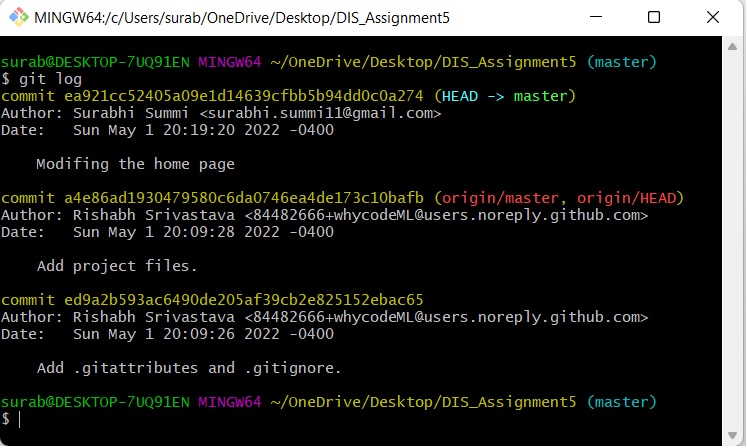 MINGW64:/c/Users/surab/OneDrive/Desktop/DIS_Assignment5
surab@DESKTOP-7UQ91EN MINGW64 ~/OneDrive/Desktop/DIS_Assignment5 (master)
$ git log
commit ea921cc52405a09e1d14639cfbb5b94dd0c0a274 (HEAD -> master)
Author: Surabhi Summi <surabhi.summi11@gmail.com>
Date:   Sun May 1 20:19:20 2022 -0400
    Modifing the home page
commit a4e86ad1930479580c6da0746ea4de173c10bafb (origin/master, origin/HEAD)
Author: Rishabh Srivastava <84482666+whycodeML@users.noreply.github.com>
Date:   Sun May 1 20:09:28 2022 -0400
    Add project files.
commit ed9a2b593ac6490de205af39cb2e825152ebac65
Author: Rishabh Srivastava <84482666+whycodeML@users.noreply.github.com>
Date:   Sun May 1 20:09:26 2022 -0400
    Add .gitattributes and .gitignore.
surab@DESKTOP-7UQ91EN MINGW64 ~/OneDrive/Desktop/DIS_Assignment5 (master)
$